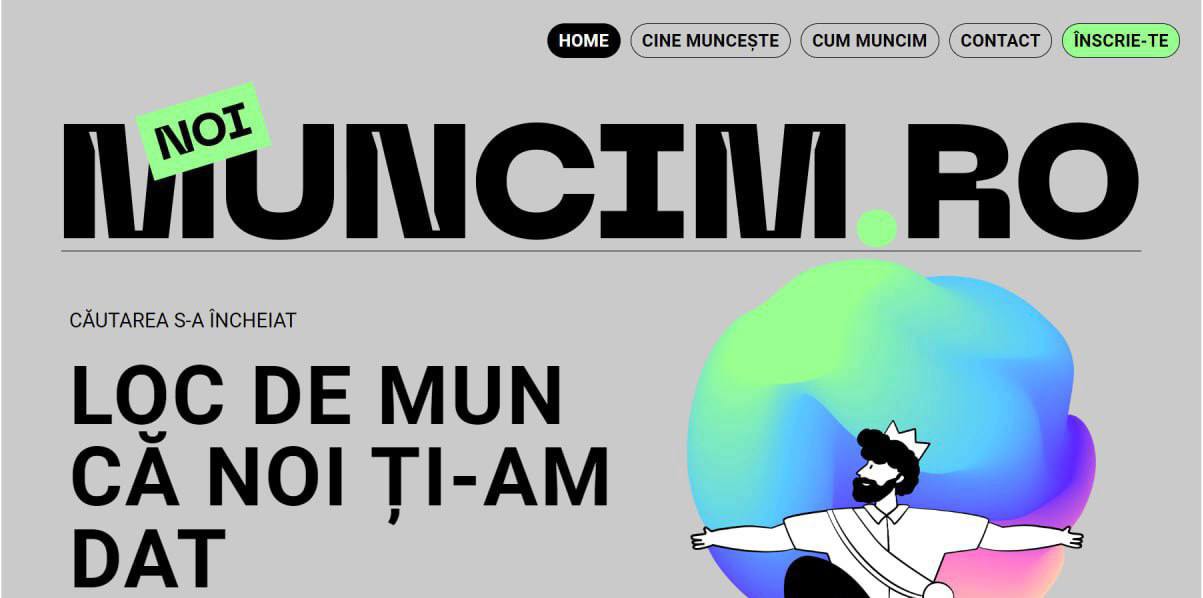 HOME CINE MUNCEȘTE CUM MUNCIM CONTACT ÎNSCRIE-TE
NOI
MUNCIM.RO
CĂUTAREA S-A ÎNCHEIAT
LOC DE MUN
CĂ NOI ȚI-AM
DAT